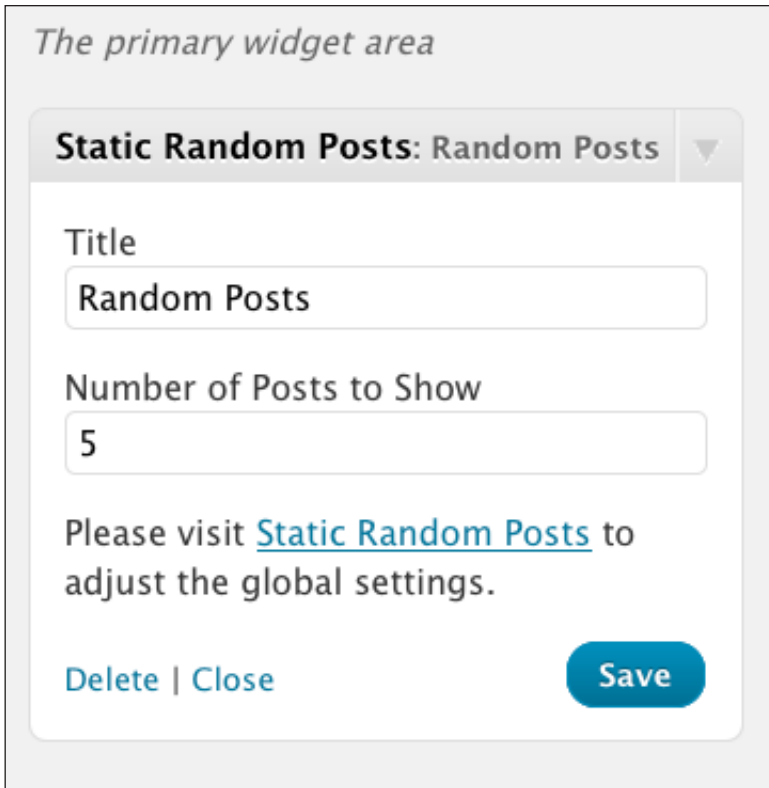 The primary widget area
Static Random Posts: Random Posts
Title
Random Posts
Number of Posts to Show
5
Please visit Static Random Posts to
adjust the global settings.
Delete | Close
Save